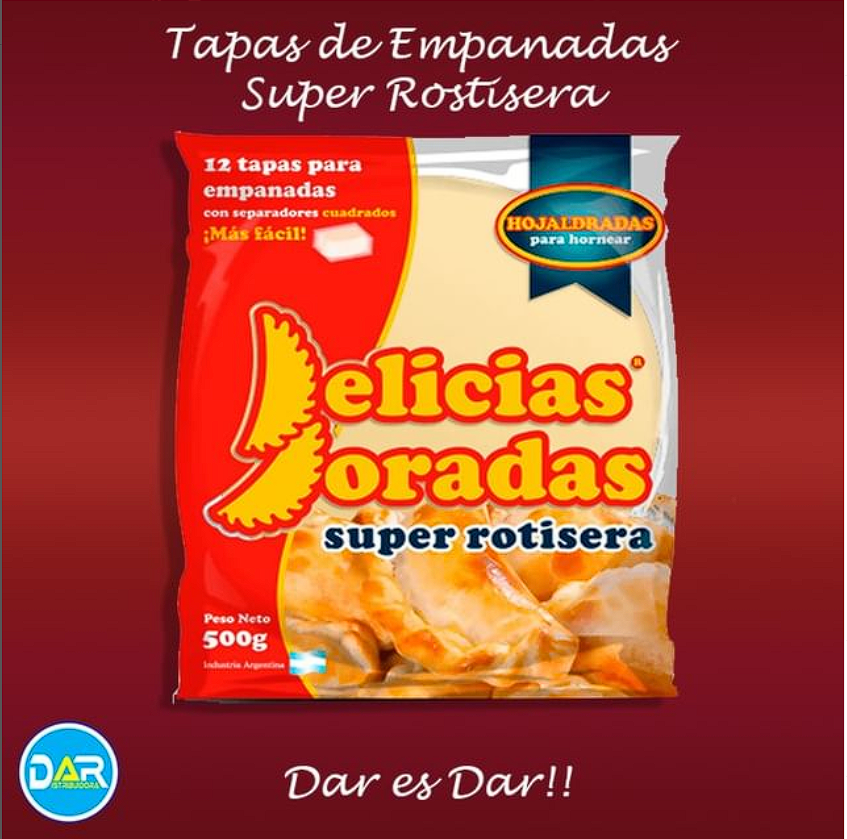 Tapas de Empanadas
Super Rostisera
12 tapas para
empanadas
con separadores cuadrados
¡Más fácil!
HOJALDRADAS
para hornear
Delicias®
Doradas
super rotisera
Peso Neto
500g
Industria Argentina
DAR
ISTRIBUIDORA
Dar es Dar!!